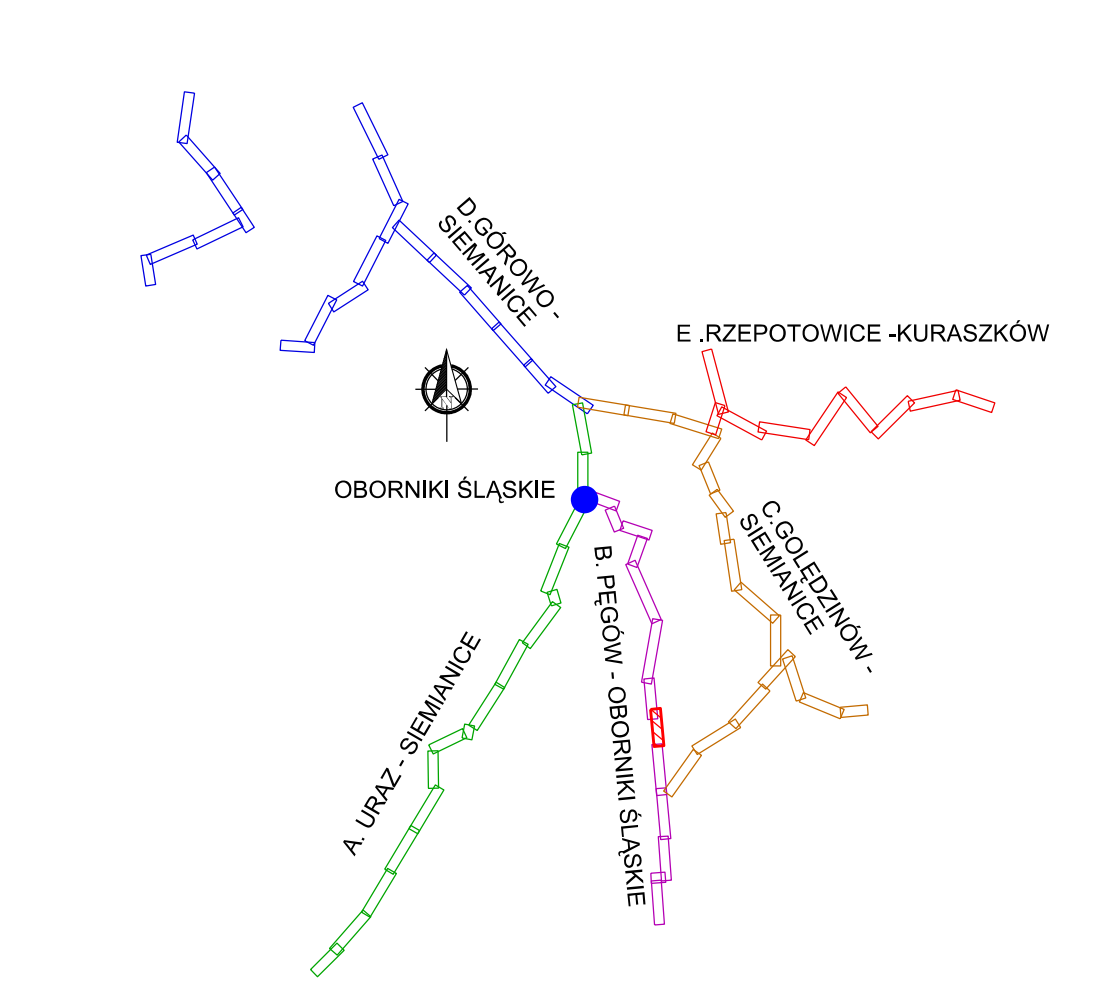 D.GÓROWO -
SIEMIANICE
E .RZEPOTOWICE -KURASZKÓW
N
OBORNIKI ŚLĄSKIE
C.GOLĘDZINÓW -
SIEMIANICE
B. PĘGÓW - OBORNIKI ŚLĄSKIE
A. URAZ - SIEMIANICE